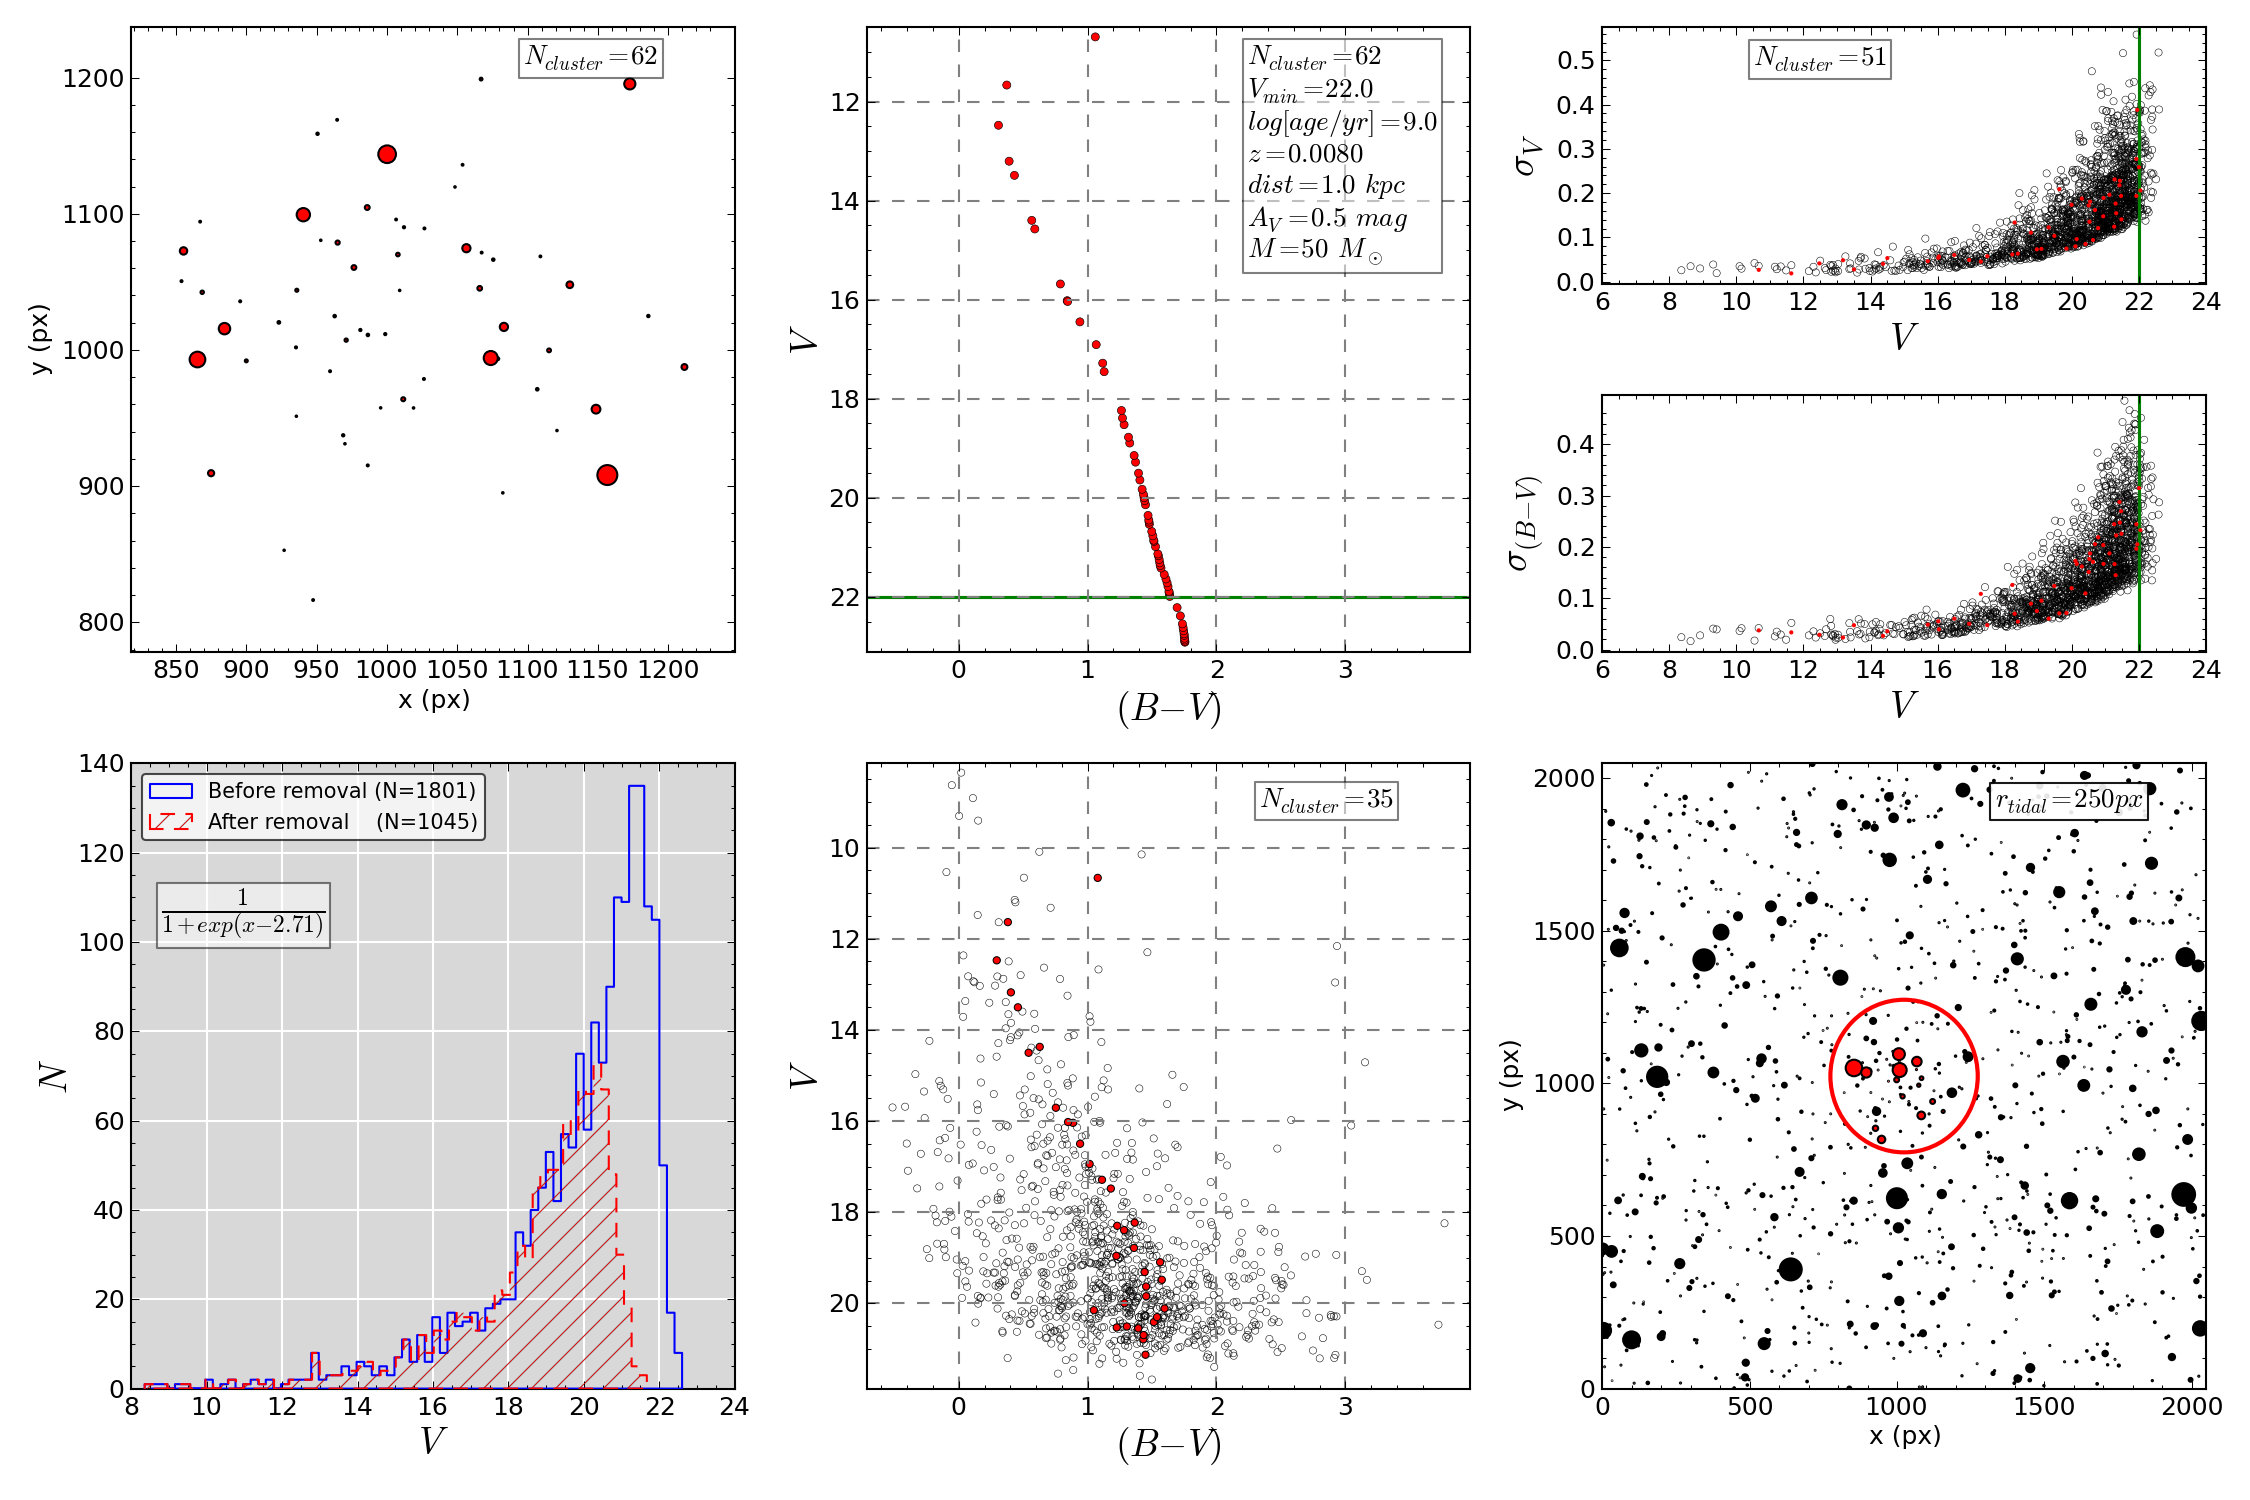 N_cluster=62
1200
1100
1000
900
800
y (px)
850 900 950 1000 1050 1100 1150 1200
x (px)
N_cluster=62
V_min=22.0
log[age/yr]=9.0
z=0.0080
dist=1.0 kpc
A_V=0.5 mag
M=50 M_⊙
12
14
16
18
20
22
V
0 1 2 3
(B−V)
N_cluster=51
0.5
0.4
0.3
0.2
0.1
0.0
σ_V
6 8 10 12 14 16 18 20 22 24
V
0.4
0.3
0.2
0.1
0.0
σ_(B−V)
6 8 10 12 14 16 18 20 22 24
V
140
120
100
80
60
40
20
0
N
Before removal (N=1801)
After removal (N=1045)
1
1+exp(x−2.71)
8 10 12 14 16 18 20 22 24
V
N_cluster=35
10
12
14
16
18
20
V
0 1 2 3
(B−V)
r_tidal=250px
2000
1500
1000
500
0
y (px)
0 500 1000 1500 2000
x (px)